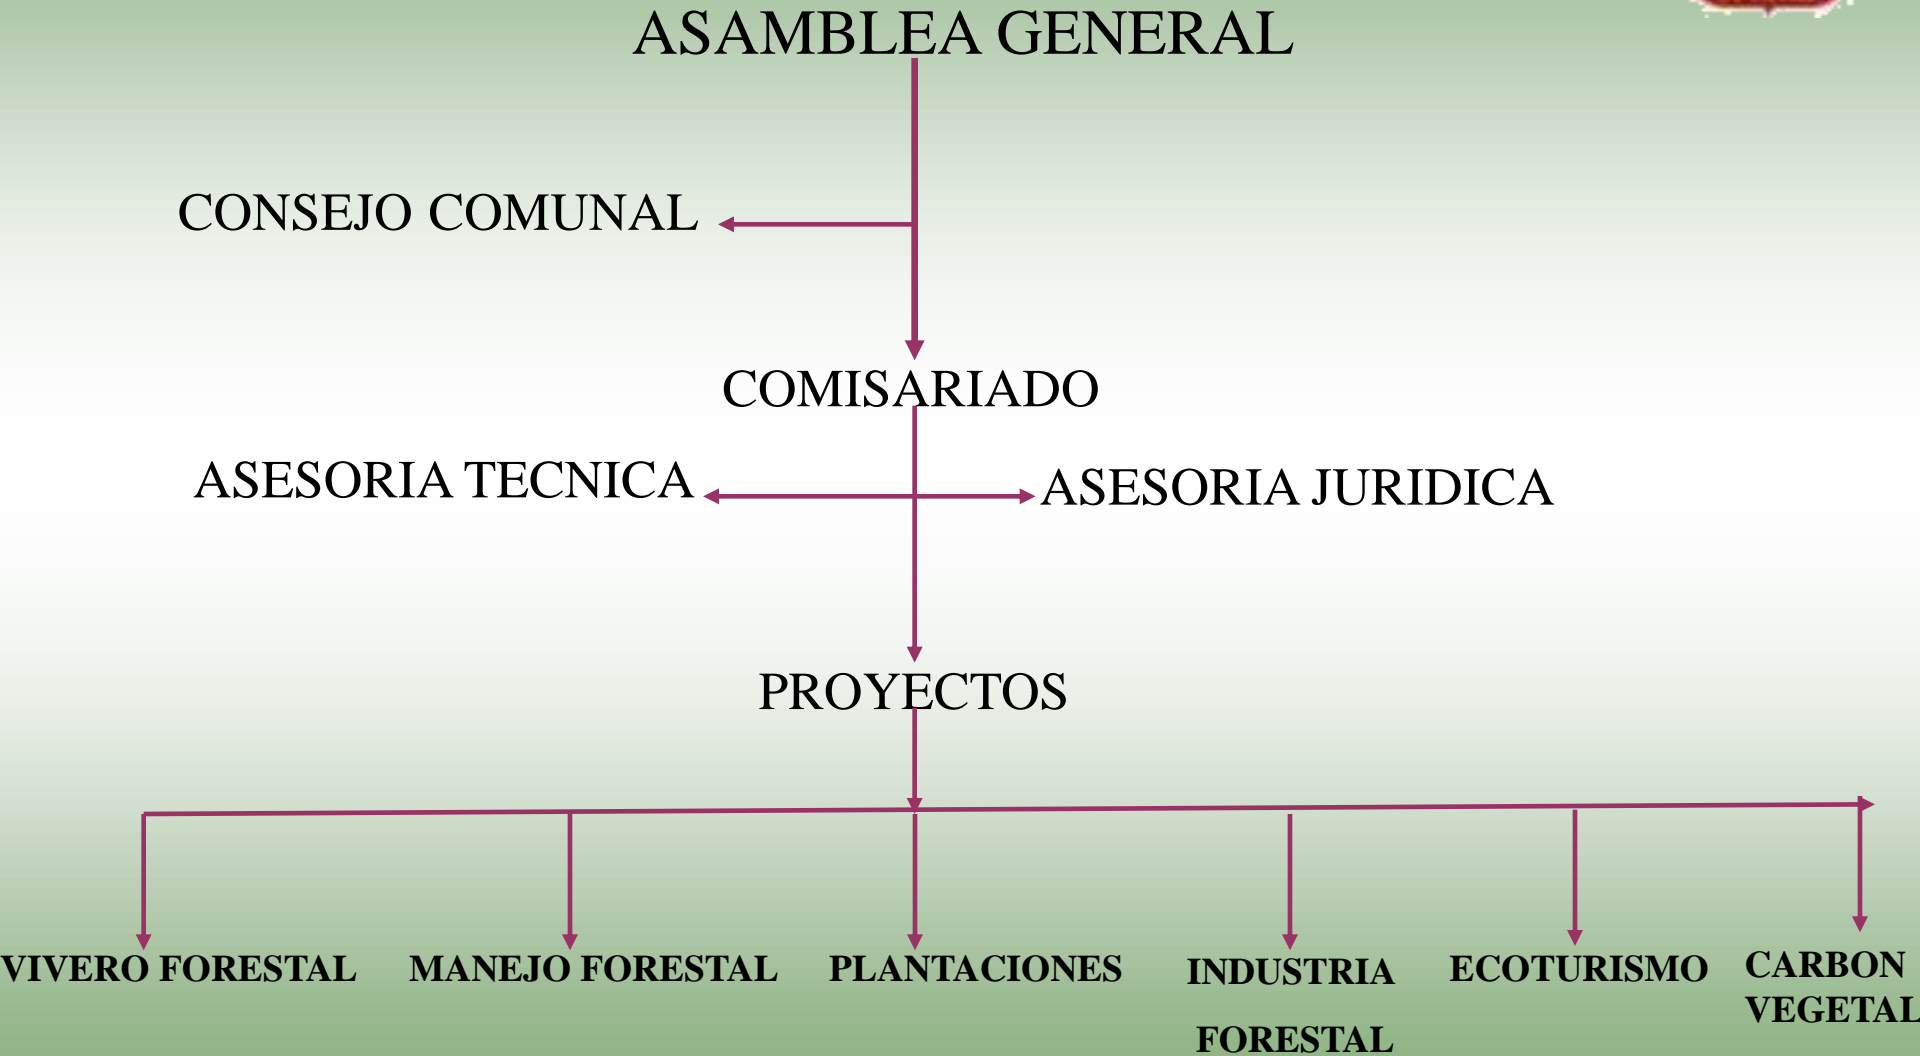 ASAMBLEA GENERAL
CONSEJO COMUNAL
COMISARIADO
ASESORIA TECNICA
ASESORIA JURIDICA
PROYECTOS
VIVERO FORESTAL
MANEJO FORESTAL
PLANTACIONES
INDUSTRIA
FORESTAL
ECOTURISMO
CARBON
VEGETAL